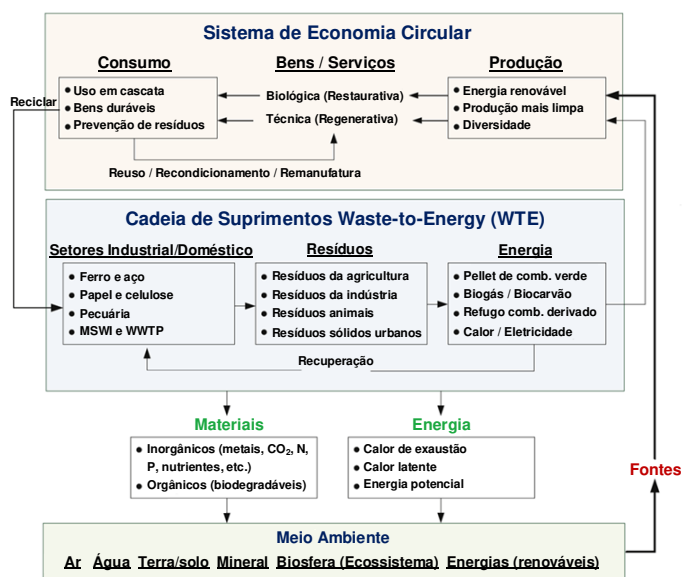 Sistema de Economia Circular
Consumo
Bens / Serviços
Produção
Reciclar
● Uso em cascata
● Bens duráveis
● Prevenção de resíduos
Biológica (Restaurativa)
Técnica (Regenerativa)
● Energia renovável
● Produção mais limpa
● Diversidade
Reuso / Recondicionamento / Remanufatura
Cadeia de Suprimentos Waste-to-Energy (WTE)
Setores Industrial/Doméstico
Resíduos
Energia
● Ferro e aço
● Papel e celulose
● Pecuária
● MSWI e WWTP
● Resíduos da agricultura
● Resíduos da indústria
● Resíduos animais
● Resíduos sólidos urbanos
● Pellet de comb. verde
● Biogás / Biocarvão
● Refugo comb. derivado
● Calor / Eletricidade
Recuperação
Materiais
Energia
● Inorgânicos (metais, CO₂, N,
P, nutrientes, etc.)
● Orgânicos (biodegradáveis)
● Calor de exaustão
● Calor latente
● Energia potencial
Fontes
Meio Ambiente
Ar Água Terra/solo Mineral Biosfera (Ecossistema) Energias (renováveis)